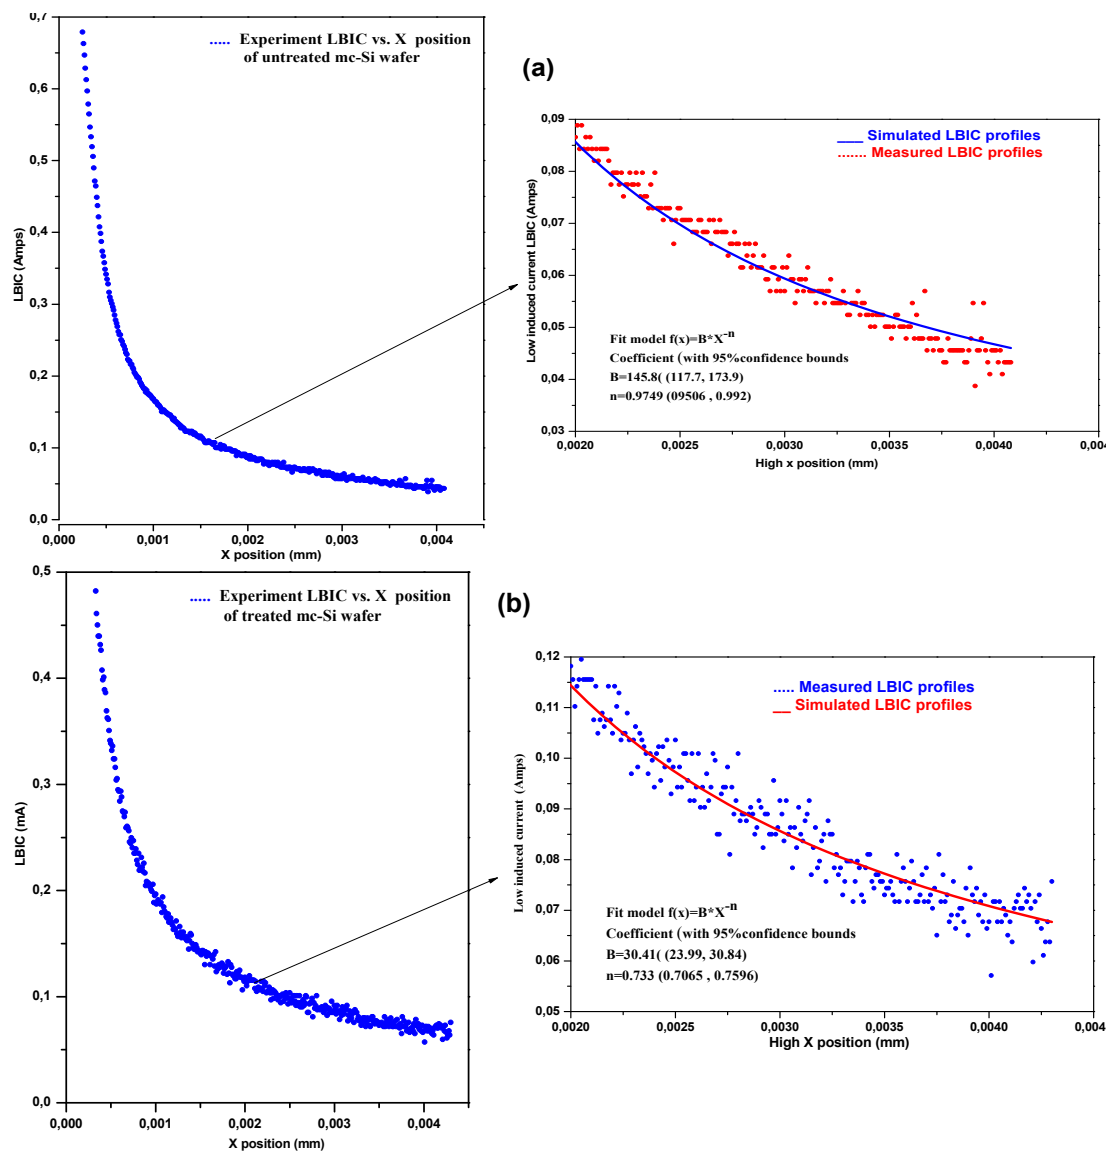 0,7
0,6
0,5
0,4
0,3
0,2
0,1
0,0
LBIC (Amps)
0,000 0,001 0,002 0,003 0,004
X position (mm)
..... Experiment LBIC vs. X position
of untreated mc-Si wafer
(a)
0,09
0,08
0,07
0,06
0,05
0,04
0,03
Low induced current LBIC (Amps)
Simulated LBIC profiles
Measured LBIC profiles
Fit model f(x)=B*X-n
Coefficient (with 95%confidence bounds
B=145.8( (117.7, 173.9)
n=0.9749 (09506 , 0.992)
0,0020 0,0025 0,0030 0,0035 0,0040 0,004
High x position (mm)
0,5
0,4
0,3
0,2
0,1
0,0
LBIC (mA)
..... Experiment LBIC vs. X position
of treated mc-Si wafer
0,000 0,001 0,002 0,003 0,004
X position (mm)
(b)
0,12
0,11
0,10
0,09
0,08
0,07
0,06
0,05
Low induced current (Amps)
..... Measured LBIC profiles
Simulated LBIC profiles
Fit model f(x)=B*X-n
Coefficient (with 95%confidence bounds
B=30.41( (23.99, 30.84)
n=0.733 (0.7065 , 0.7596)
0,0020 0,0025 0,0030 0,0035 0,0040 0,004
High X position (mm)